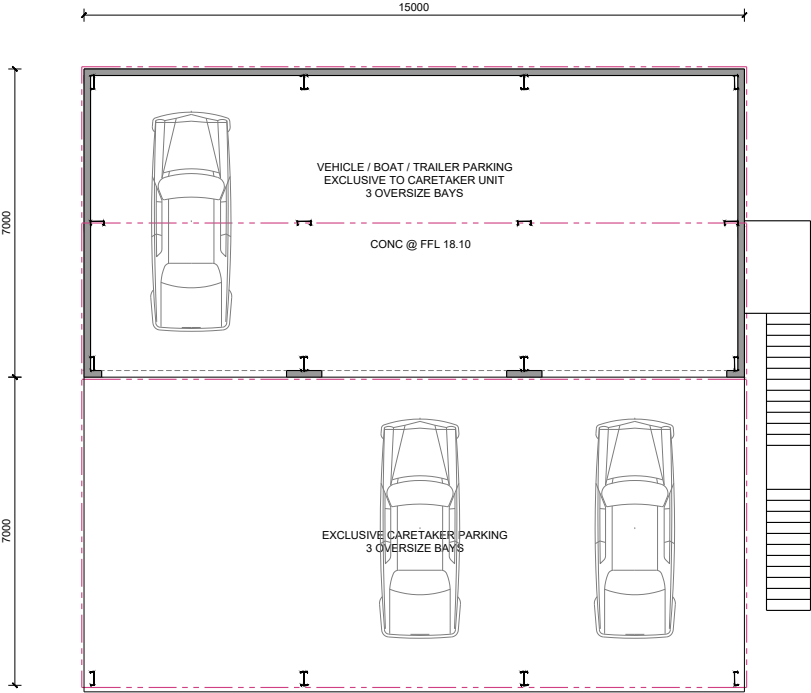 15000
7000
VEHICLE / BOAT / TRAILER PARKING
EXCLUSIVE TO CARETAKER UNIT
3 OVERSIZE BAYS
CONC @ FFL 18.10
7000
EXCLUSIVE CARETAKER PARKING
3 OVERSIZE BAYS